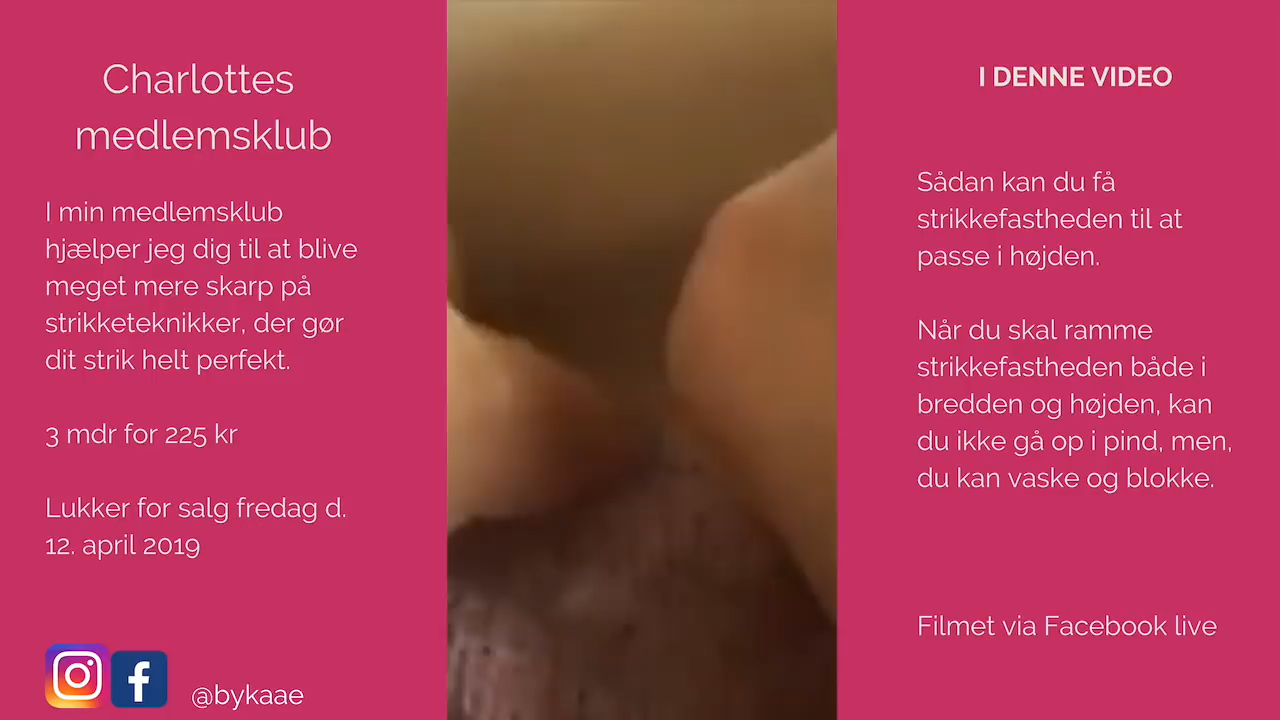 Charlottes
medlemsklub
I min medlemsklub
hjælper jeg dig til at blive
meget mere skarp på
strikketeknikker, der gør
dit strik helt perfekt.
3 mdr for 225 kr
Lukker for salg fredag d.
12. april 2019
@bykaae
I DENNE VIDEO
Sådan kan du få
strikkefastheden til at
passe i højden.
Når du skal ramme
strikkefastheden både i
bredden og højden, kan
du ikke gå op i pind, men,
du kan vaske og blokke.
Filmet via Facebook live